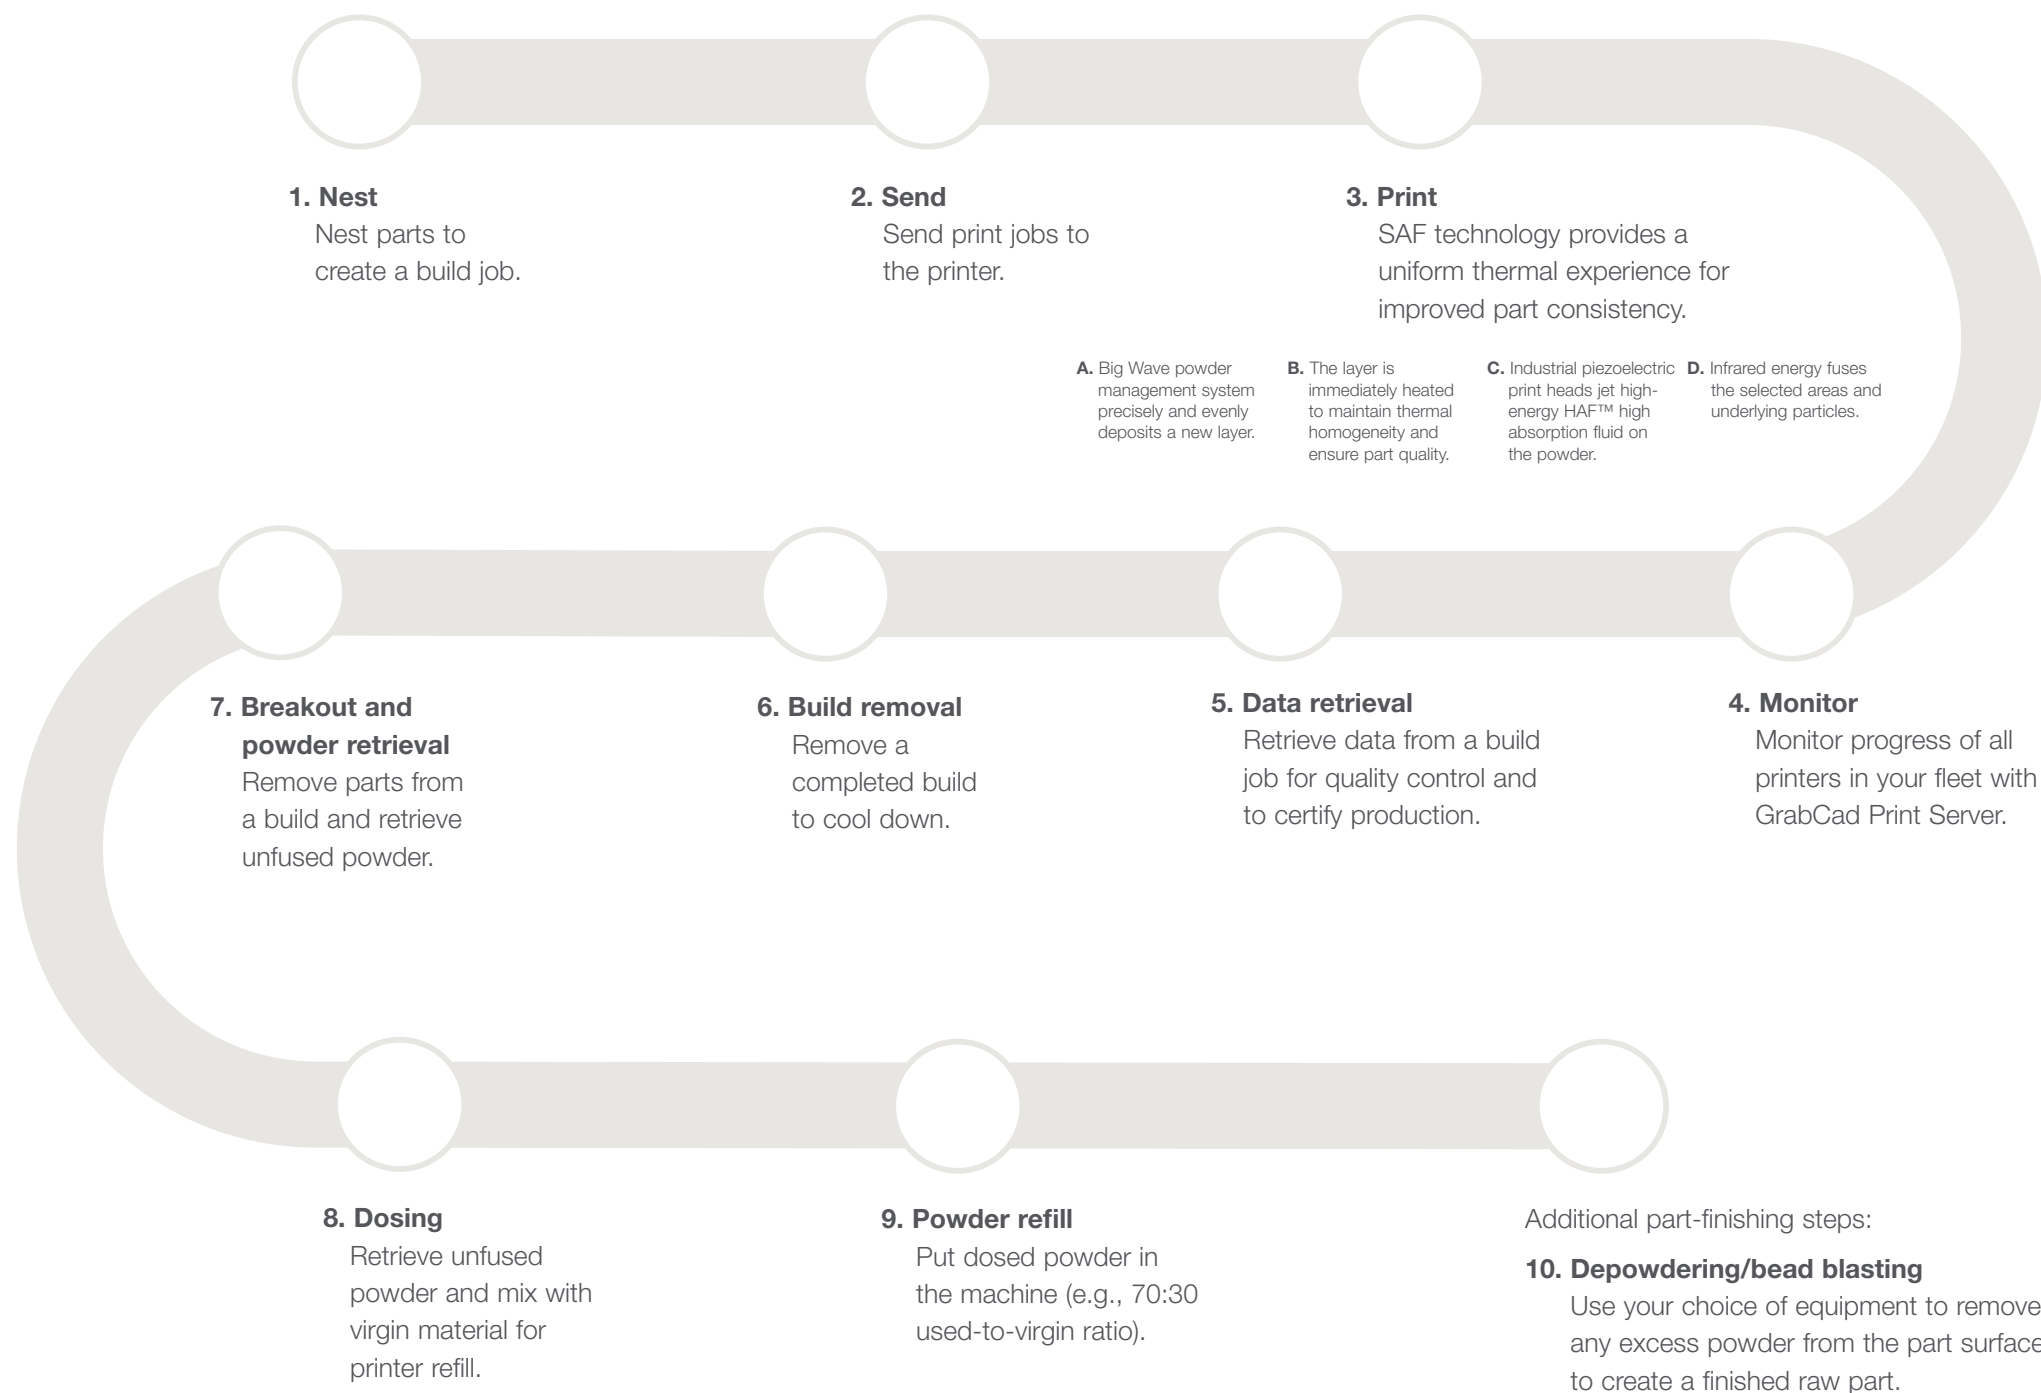 1. Nest
Nest parts to
create a build job.
2. Send
Send print jobs to
the printer.
3. Print
SAF technology provides a
uniform thermal experience for
improved part consistency.
A. Big Wave powder
management system
precisely and evenly
deposits a new layer.
B. The layer is
immediately heated
to maintain thermal
homogeneity and
ensure part quality.
C. Industrial piezoelectric
print heads jet high-
energy HAF™ high
absorption fluid on
the powder.
D. Infrared energy fuses
the selected areas and
underlying particles.
4. Monitor
Monitor progress of all
printers in your fleet with
GrabCad Print Server.
5. Data retrieval
Retrieve data from a build
job for quality control and
to certify production.
6. Build removal
Remove a
completed build
to cool down.
7. Breakout and
powder retrieval
Remove parts from
a build and retrieve
unfused powder.
8. Dosing
Retrieve unfused
powder and mix with
virgin material for
printer refill.
9. Powder refill
Put dosed powder in
the machine (e.g., 70:30
used-to-virgin ratio).
Additional part-finishing steps:
10. Depowdering/bead blasting
Use your choice of equipment to remove
any excess powder from the part surface
to create a finished raw part.